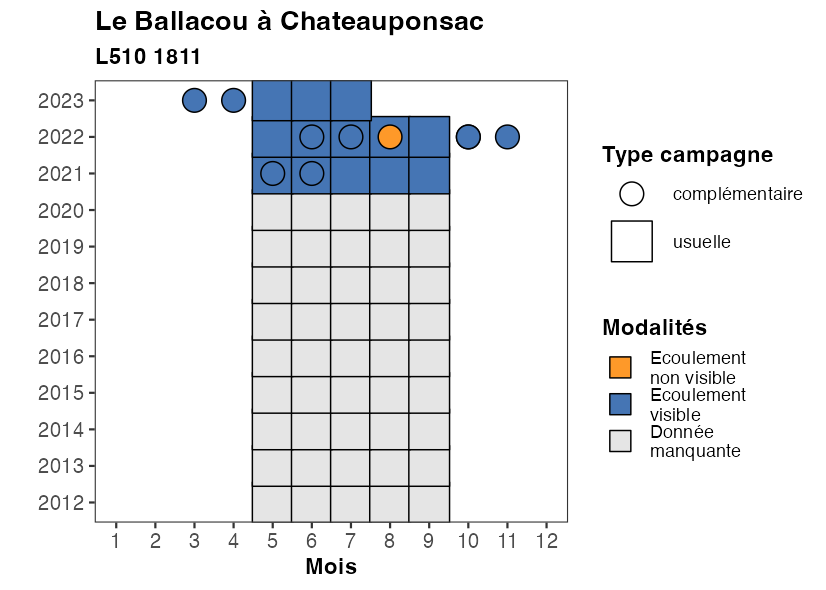 Le Ballacou à Chateauponsac
L510 1811
2023
2022
2021
2020
2019
2018
2017
2016
2015
2014
2013
2012
1 2 3 4 5 6 7 8 9 10 11 12
Mois
Type campagne
complémentaire
usuelle
Modalités
Ecoulement
non visible
Ecoulement
visible
Donnée
manquante